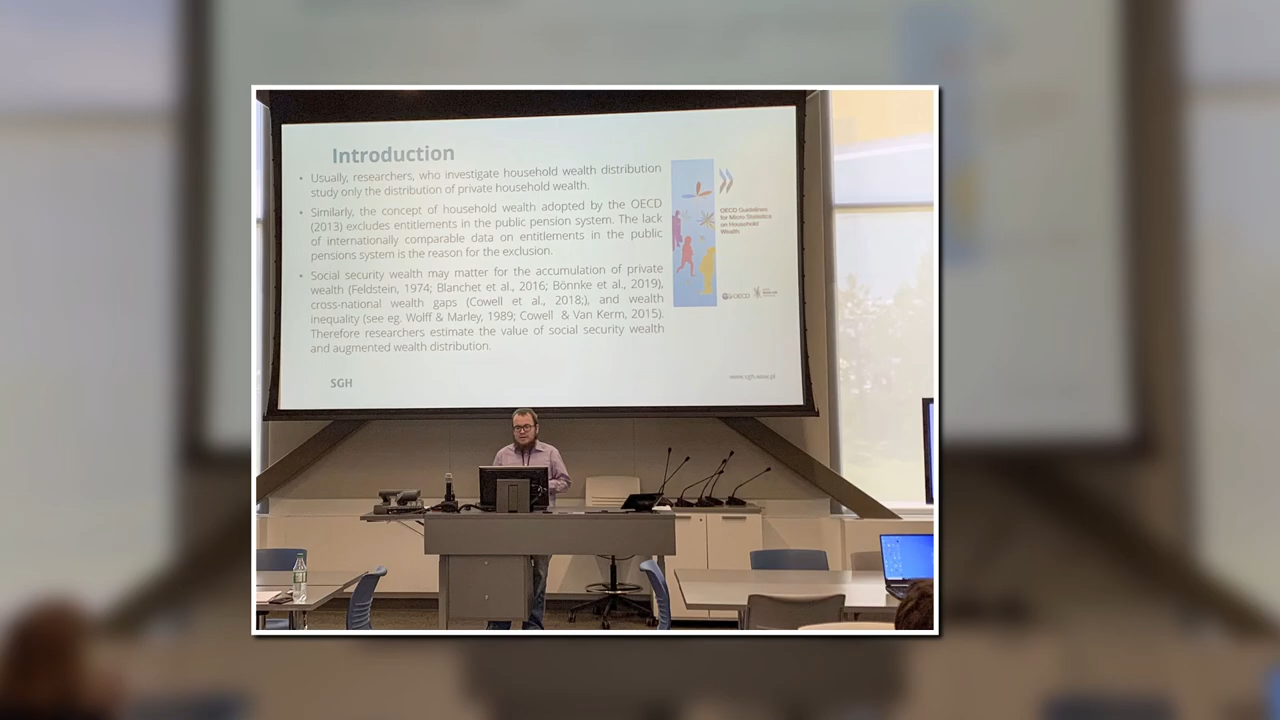 Introduction
• Usually, researchers, who investigate household wealth distribution
study only the distribution of private household wealth.
• Similarly, the concept of household wealth adopted by the OECD
(2013) excludes entitlements in the public pension system. The lack
of internationally comparable data on entitlements in the public
pensions system is the reason for the exclusion.
• Social security wealth may matter for the accumulation of private
wealth (Feldstein, 1974; Blanchet et al., 2016; Bönnke et al., 2019),
cross-national wealth gaps (Cowell et al., 2018;), and wealth
inequality (see eg. Wolff & Marley, 1989; Cowell & Van Kerm, 2015).
Therefore researchers estimate the value of social security wealth
and augmented wealth distribution.
OECD Guidelines
for Micro Statistics
on Household
Wealth
OECD
SGH
www.sgh.waw.pl